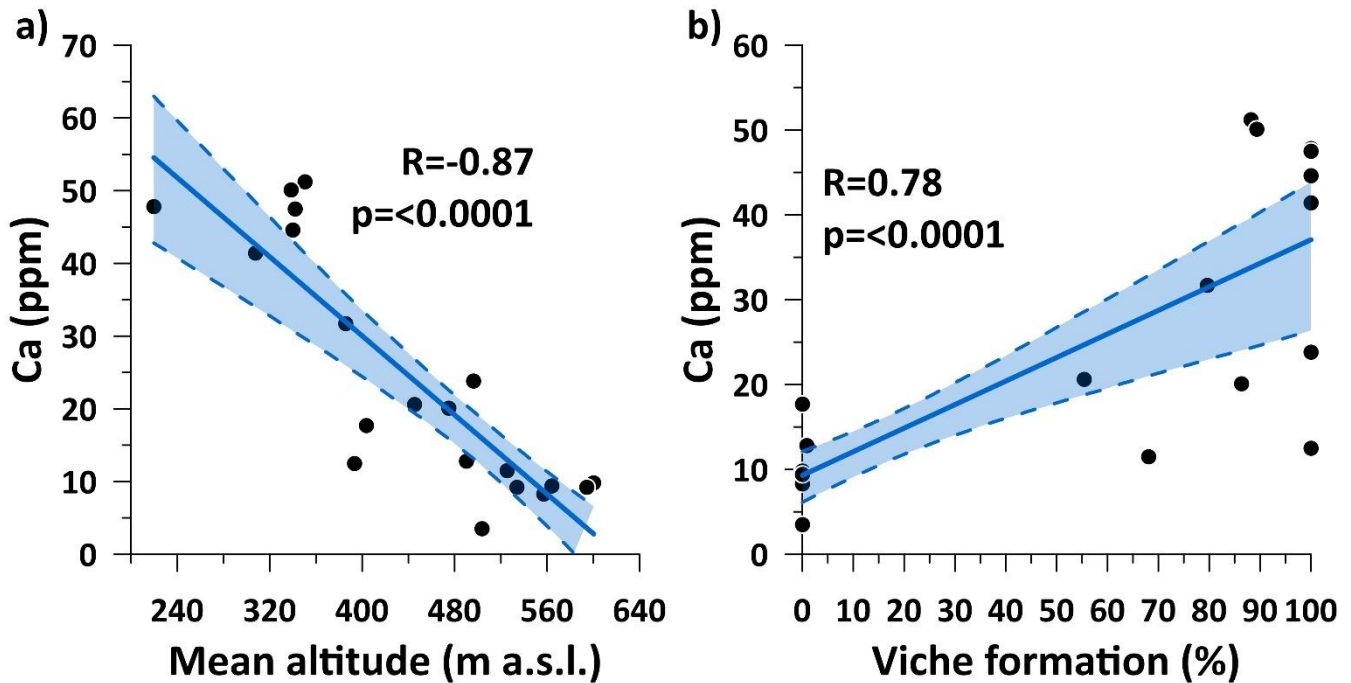 a)
70
60
50
40
30
20
10
0
Ca (ppm)
R=-0.87
p=<0.0001
240 320 400 480 560 640
Mean altitude (m a.s.l.)
b)
60
50
40
30
20
10
0
Ca (ppm)
R=0.78
p=<0.0001
0 10 20 30 40 50 60 70 80 90 100
Viche formation (%)